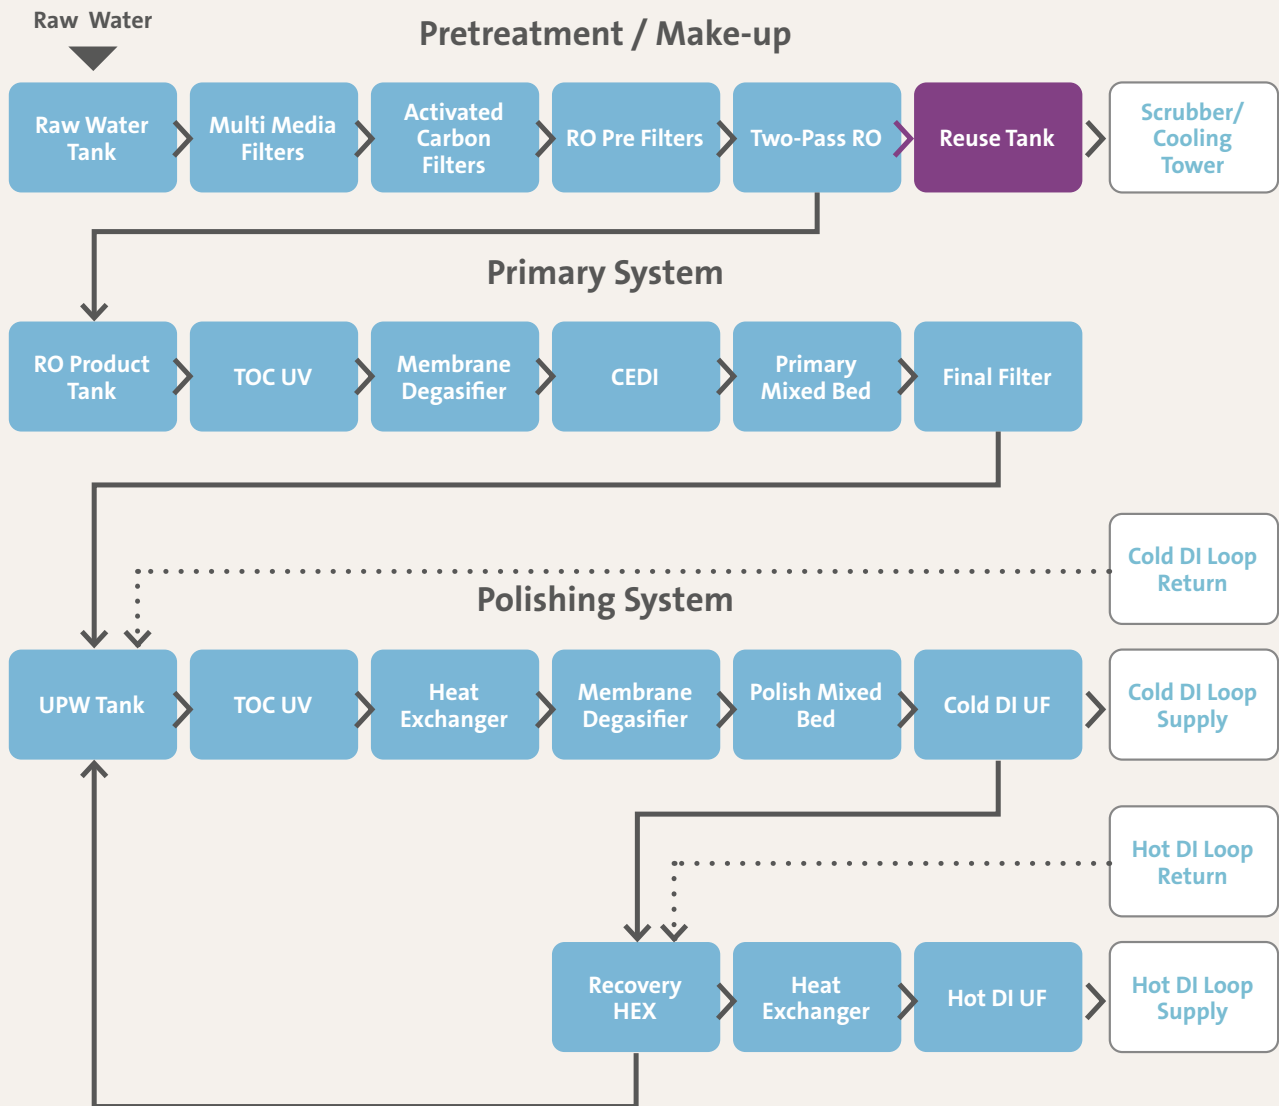 Raw Water
Pretreatment / Make-up
Raw Water
Tank
Multi Media
Filters
Activated
Carbon
Filters
RO Pre Filters
Two-Pass RO
Reuse Tank
Scrubber/
Cooling
Tower
Primary System
RO Product
Tank
TOC UV
Membrane
Degasifier
CEDI
Primary
Mixed Bed
Final Filter
Cold DI Loop
Return
Polishing System
UPW Tank
TOC UV
Heat
Exchanger
Membrane
Degasifier
Polish Mixed
Bed
Cold DI UF
Cold DI Loop
Supply
Hot DI Loop
Return
Recovery
HEX
Heat
Exchanger
Hot DI UF
Hot DI Loop
Supply